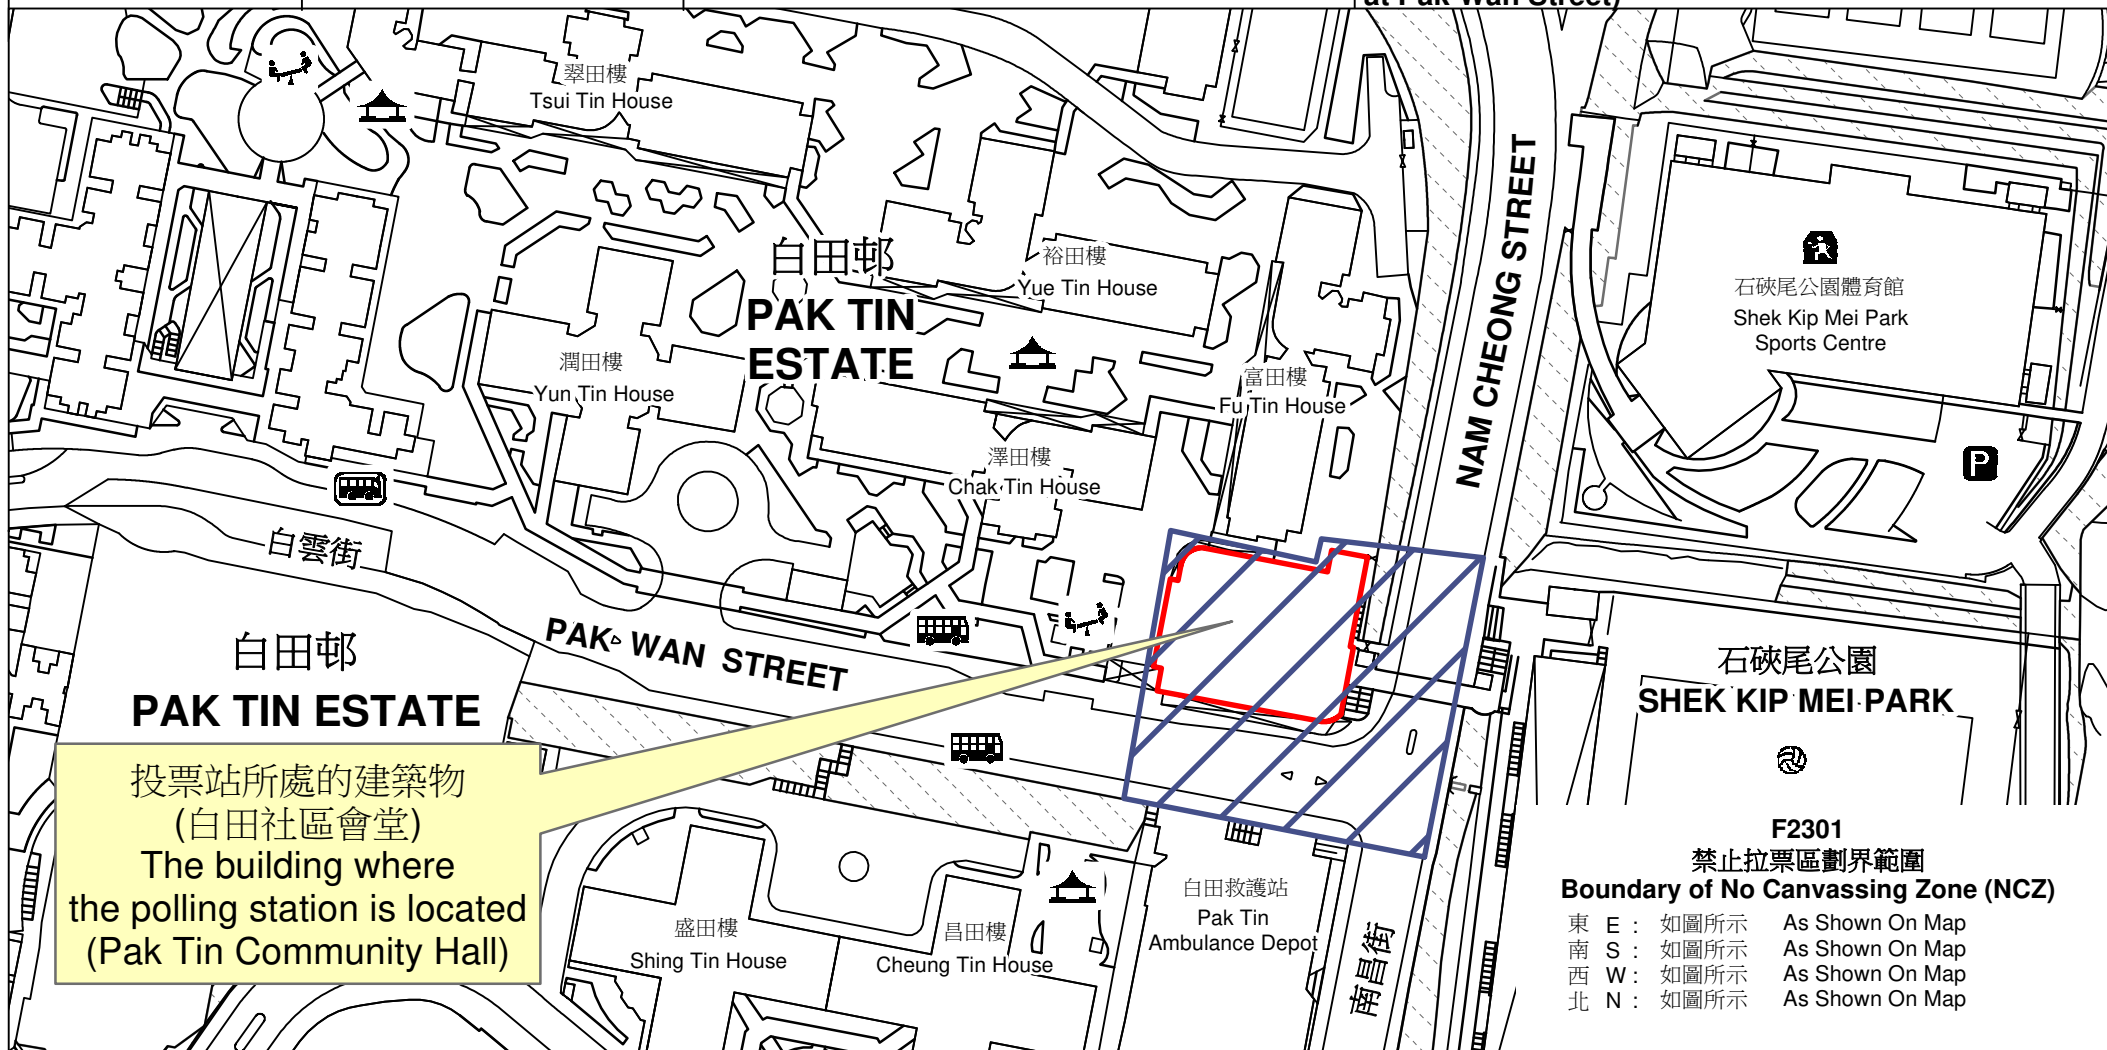 at Pak Wan Street)
翠田樓
Tsui Tin House
白田邨
PAK TIN
ESTATE
裕田樓
Yue Tin House
NAM CHEONG STREET
石硤尾公園體育館
Shek Kip Mei Park
Sports Centre
潤田樓
Yun Tin House
富田樓
Fu Tin House
澤田樓
Chak Tin House
P
白雲街
PAK WAN STREET
白田邨
PAK TIN ESTATE
石硤尾公園
SHEK KIP MEI PARK
投票站所處的建築物
(白田社區會堂)
The building where
the polling station is located
(Pak Tin Community Hall)
盛田樓
Shing Tin House
昌田樓
Cheung Tin House
白田救護站
Pak Tin
Ambulance Depot
南昌街
F2301
禁止拉票區劃界範圍
Boundary of No Canvassing Zone (NCZ)
東 E : 如圖所示 As Shown On Map
南 S : 如圖所示 As Shown On Map
西 W : 如圖所示 As Shown On Map
北 N : 如圖所示 As Shown On Map